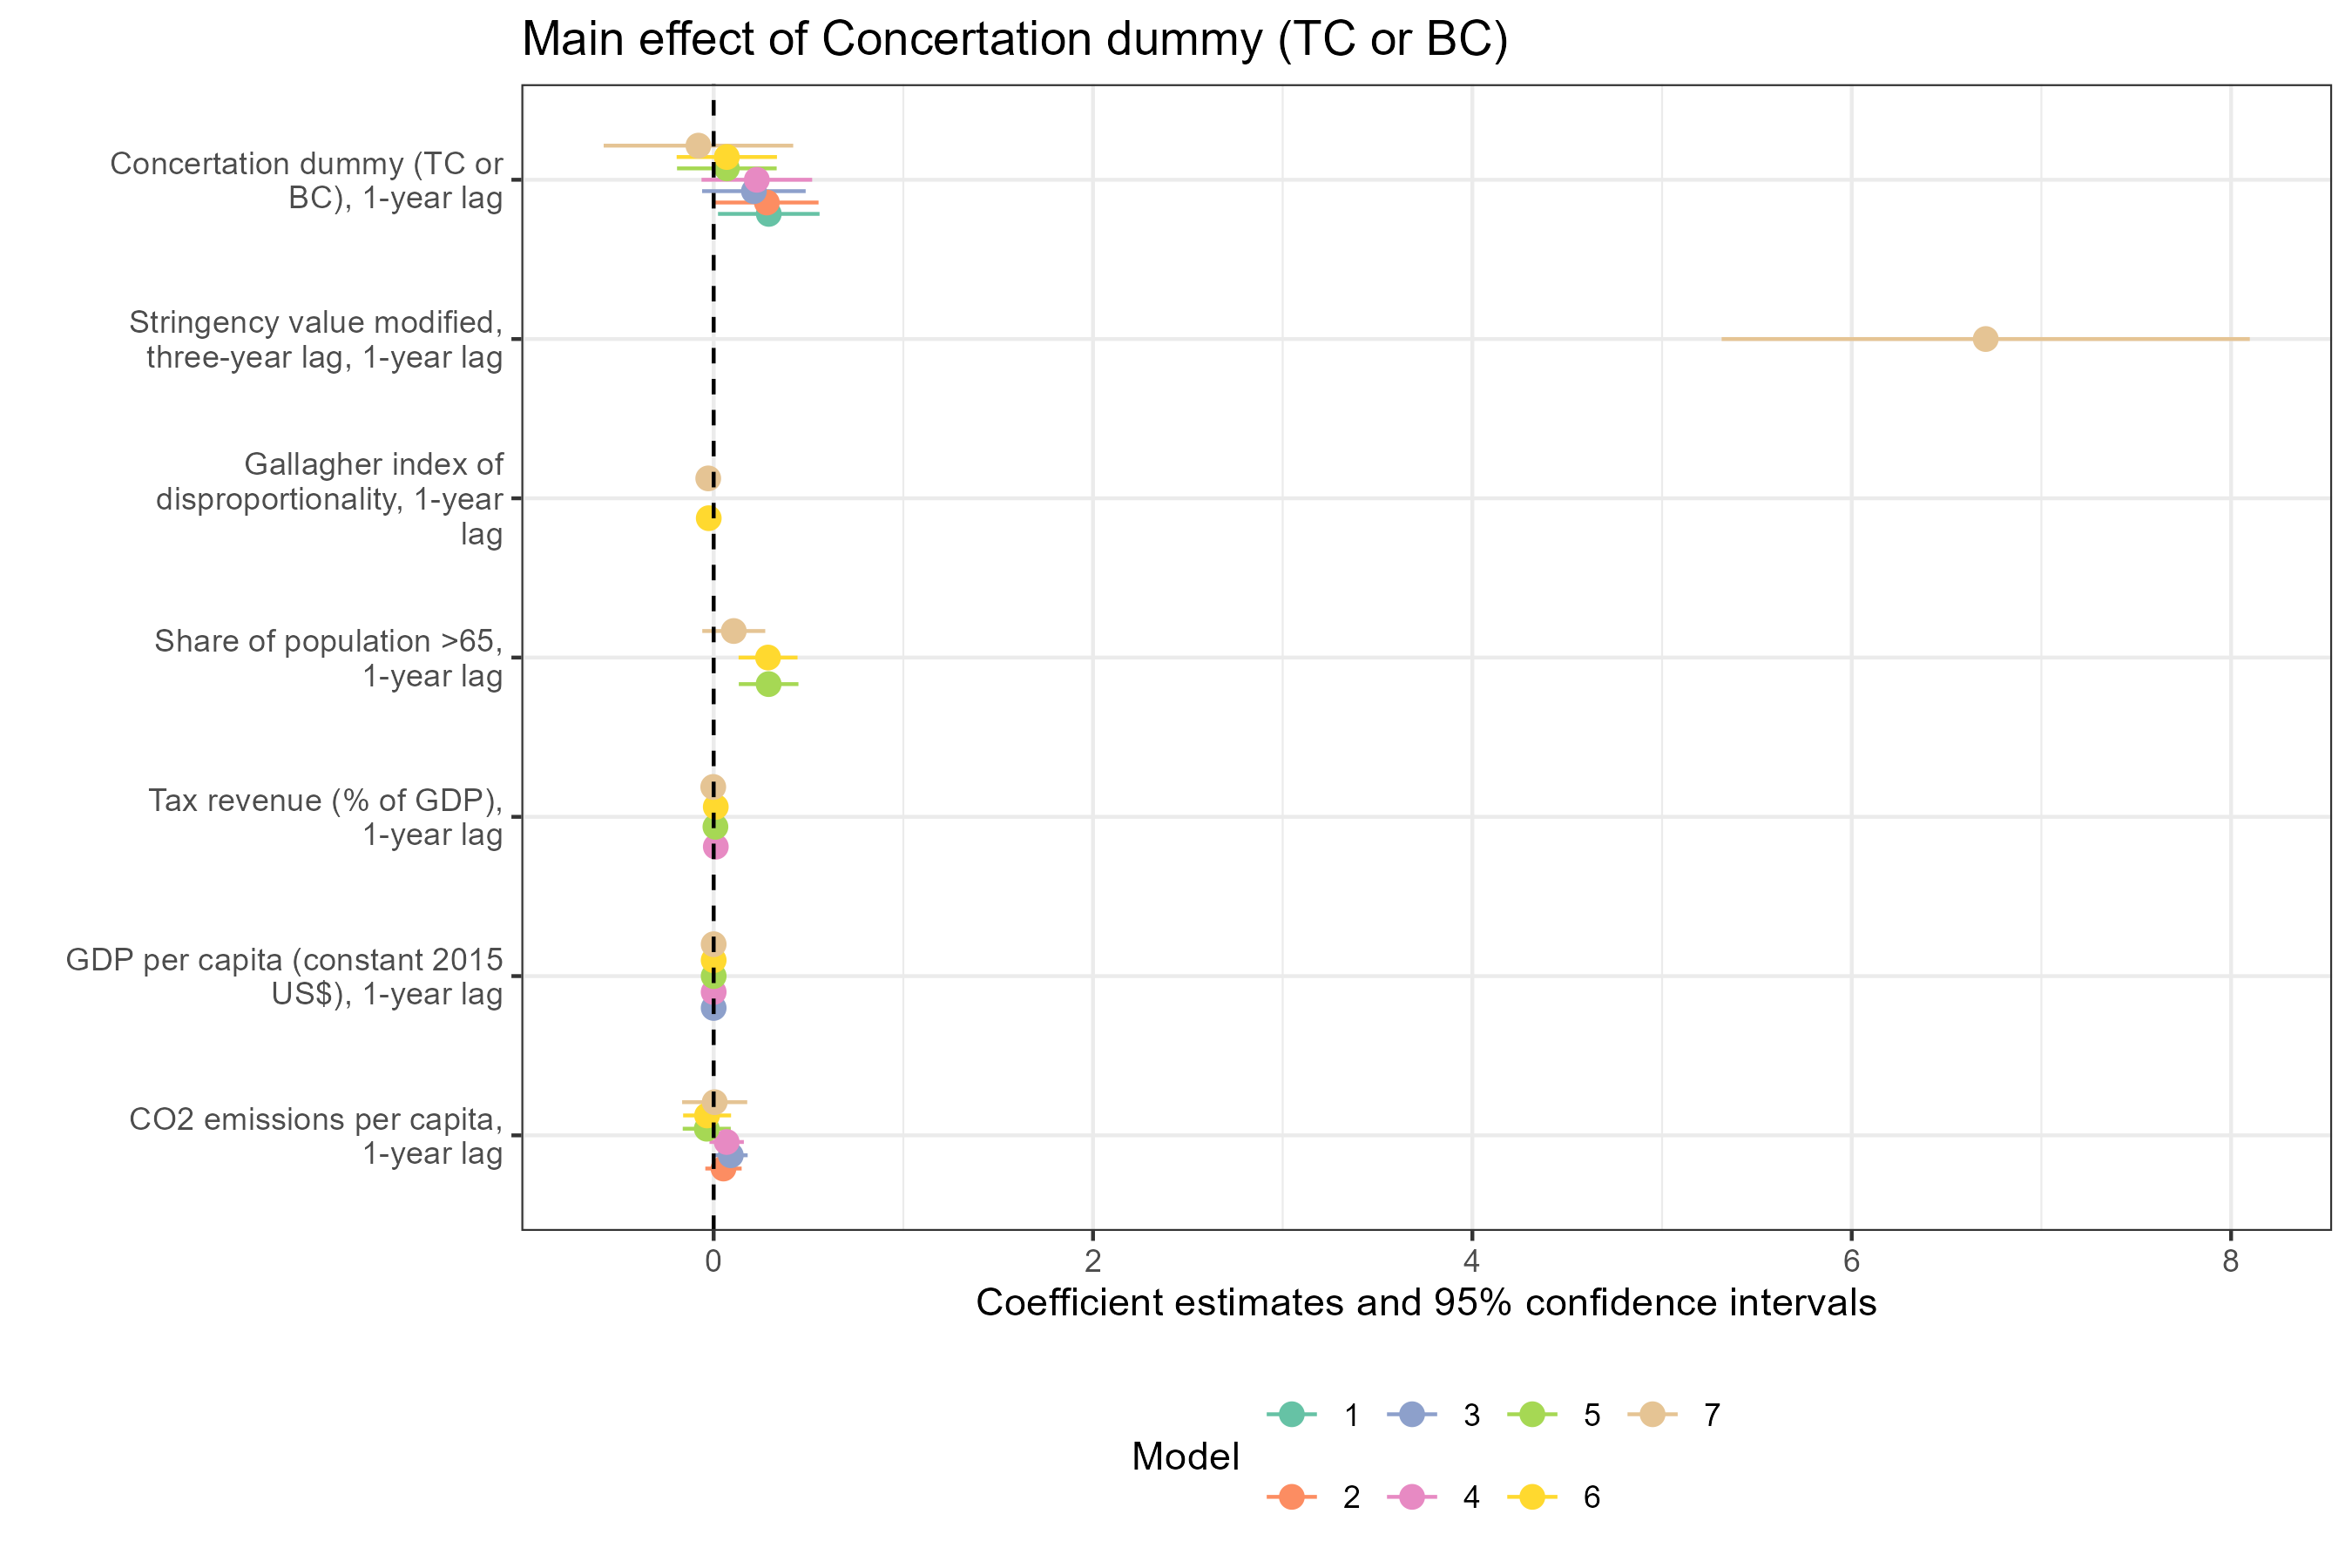 Main effect of Concertation dummy (TC or BC)
Concertation dummy (TC or
BC), 1-year lag
Stringency value modified,
three-year lag, 1-year lag
Gallagher index of
disproportionality, 1-year
lag
Share of population >65,
1-year lag
Tax revenue (% of GDP),
1-year lag
GDP per capita (constant 2015
US$), 1-year lag
CO2 emissions per capita,
1-year lag
0 2 4 6 8
Coefficient estimates and 95% confidence intervals
1 3 5 7
Model
2 4 6